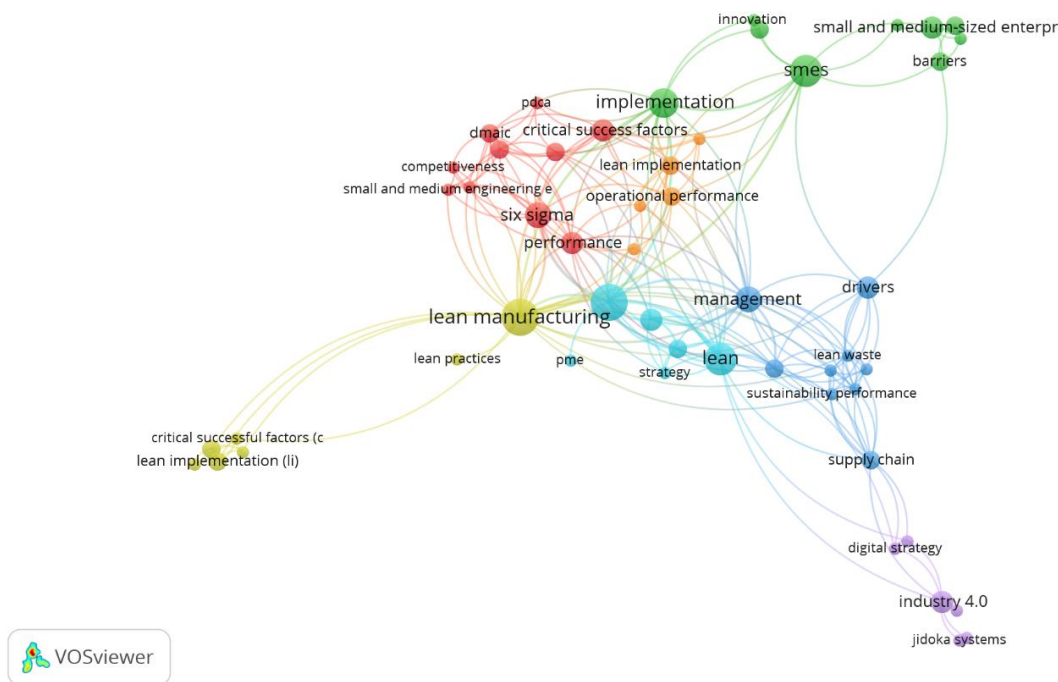 innovation
small and medium-sized enterpr
smes
barriers
implementation
pdca
critical success factors
dmaic
competitiveness
lean implementation
small and medium engineering e
operational performance
six sigma
performance
drivers
management
lean manufacturing
lean waste
lean practices
pme
lean
strategy
sustainability performance
critical successful factors (c
lean implementation (li)
supply chain
digital strategy
industry 4.0
jidoka systems
VOSviewer